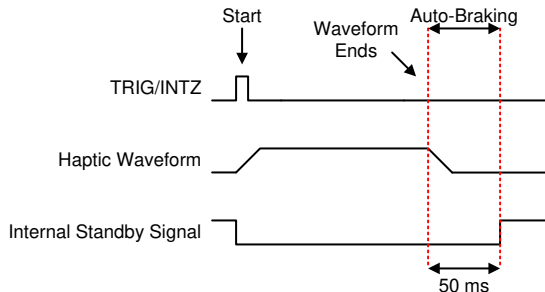 Start
Auto-Braking
Waveform
Ends
TRIG/INTZ
Haptic Waveform
Internal Standby Signal
50 ms